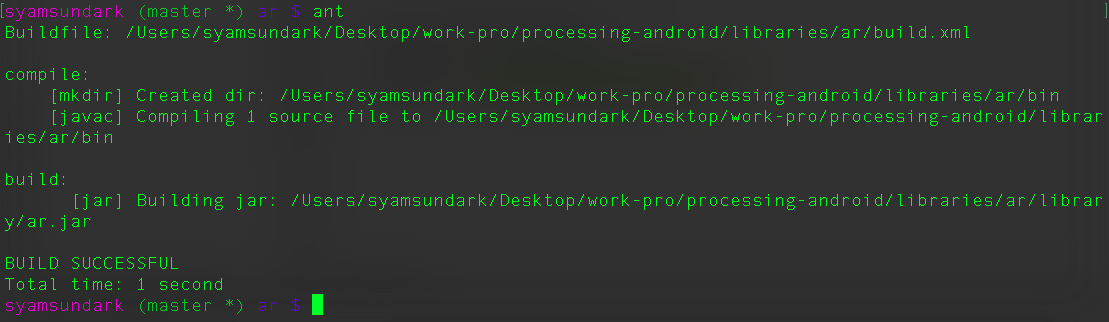 [syamsundark (master *) ar $ ant ]
Buildfile: /Users/syamsundark/Desktop/work-pro/processing-android/libraries/ar/build.xml
compile:
[mkdir] Created dir: /Users/syamsundark/Desktop/work-pro/processing-android/libraries/ar/bin
[javac] Compiling 1 source file to /Users/syamsundark/Desktop/work-pro/processing-android/librar
ies/ar/bin
build:
[jar] Building jar: /Users/syamsundark/Desktop/work-pro/processing-android/libraries/ar/librar
y/ar.jar
BUILD SUCCESSFUL
Total time: 1 second
syamsundark (master *) ar $